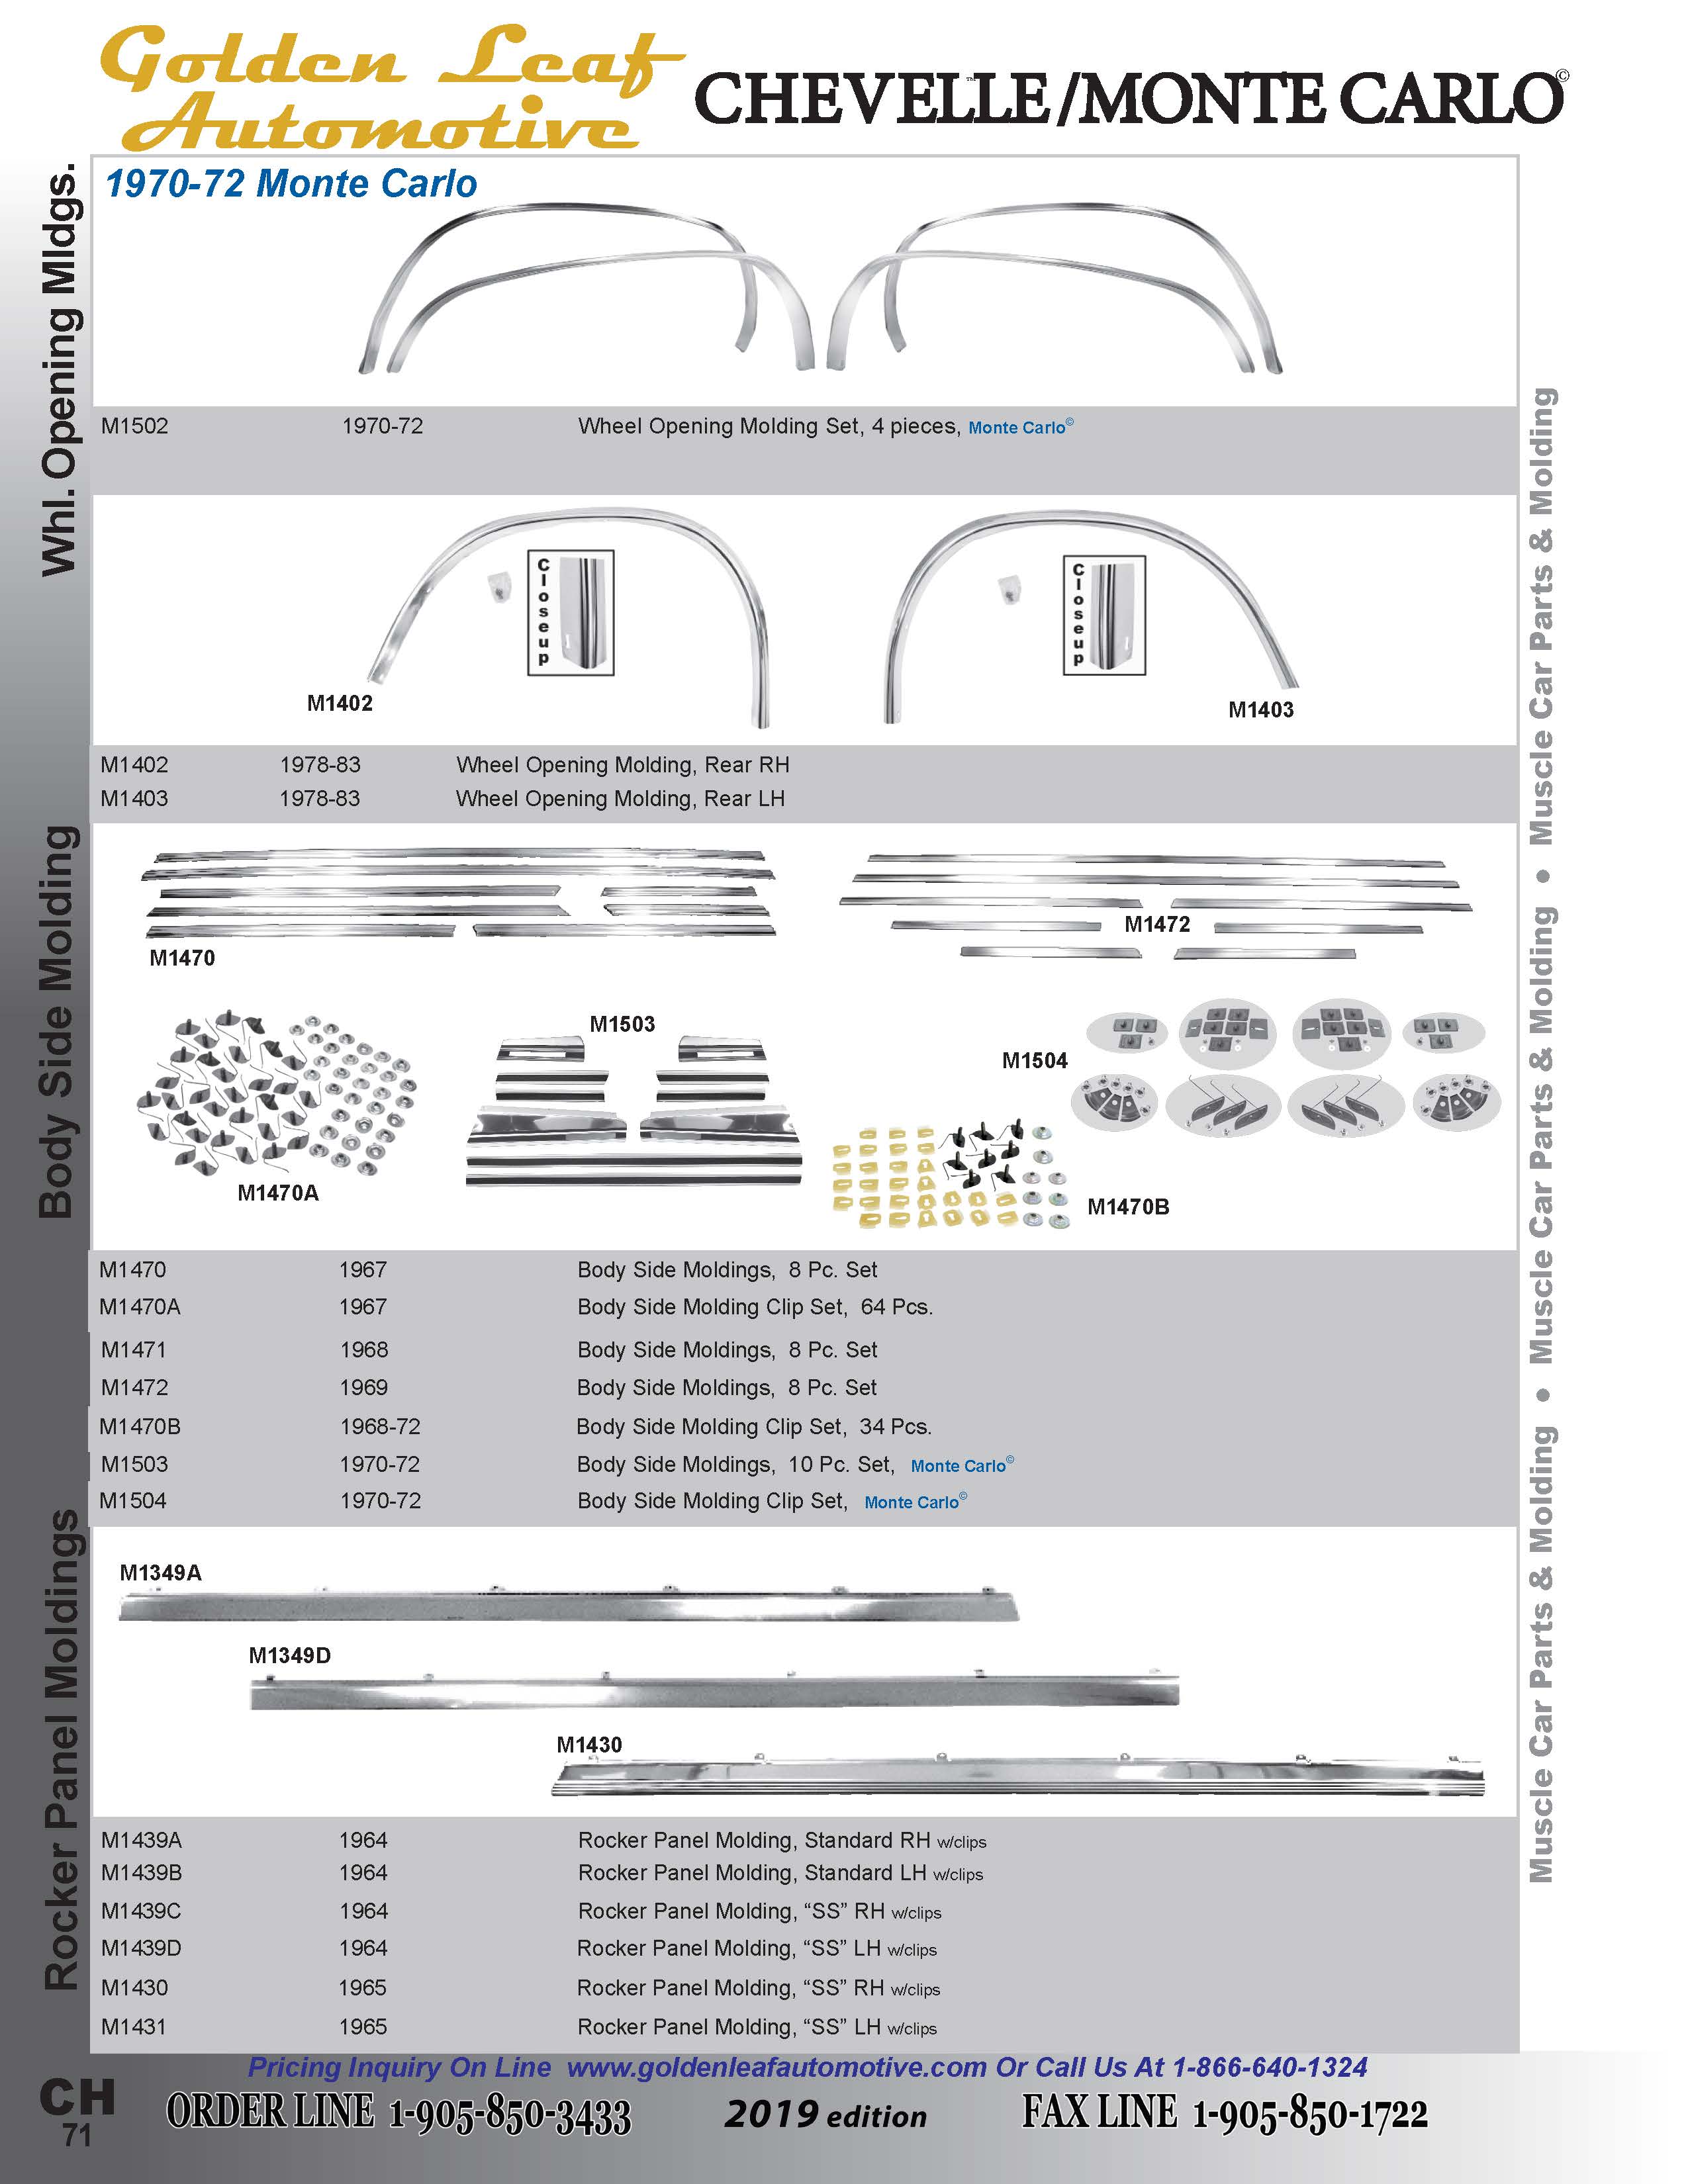 Golden Leaf
Automotive
CHEVELLE™/MONTE CARLO©
Whl. Opening Mldgs.
1970-72 Monte Carlo
M1502 1970-72 Wheel Opening Molding Set, 4 pieces, Monte Carlo©
Closeup
Closeup
M1402
M1403
M1402 1978-83 Wheel Opening Molding, Rear RH
M1403 1978-83 Wheel Opening Molding, Rear LH
Body Side Molding
M1470
M1472
M1503
M1504
M1470A
M1470B
M1470 1967 Body Side Moldings, 8 Pc. Set
M1470A 1967 Body Side Molding Clip Set, 64 Pcs.
M1471 1968 Body Side Moldings, 8 Pc. Set
M1472 1969 Body Side Moldings, 8 Pc. Set
M1470B 1968-72 Body Side Molding Clip Set, 34 Pcs.
M1503 1970-72 Body Side Moldings, 10 Pc. Set, Monte Carlo©
M1504 1970-72 Body Side Molding Clip Set, Monte Carlo©
Rocker Panel Moldings
M1349A
M1349D
M1430
M1439A 1964 Rocker Panel Molding, Standard RH w/clips
M1439B 1964 Rocker Panel Molding, Standard LH w/clips
M1439C 1964 Rocker Panel Molding, “SS” RH w/clips
M1439D 1964 Rocker Panel Molding, “SS” LH w/clips
M1430 1965 Rocker Panel Molding, “SS” RH w/clips
M1431 1965 Rocker Panel Molding, “SS” LH w/clips
Muscle Car Parts & Molding • Muscle Car Parts & Molding • Muscle Car Parts & Molding
Pricing Inquiry On Line www.goldenleafautomotive.com Or Call Us At 1-866-640-1324
CH
71
ORDER LINE 1-905-850-3433
2019 edition
FAX LINE 1-905-850-1722